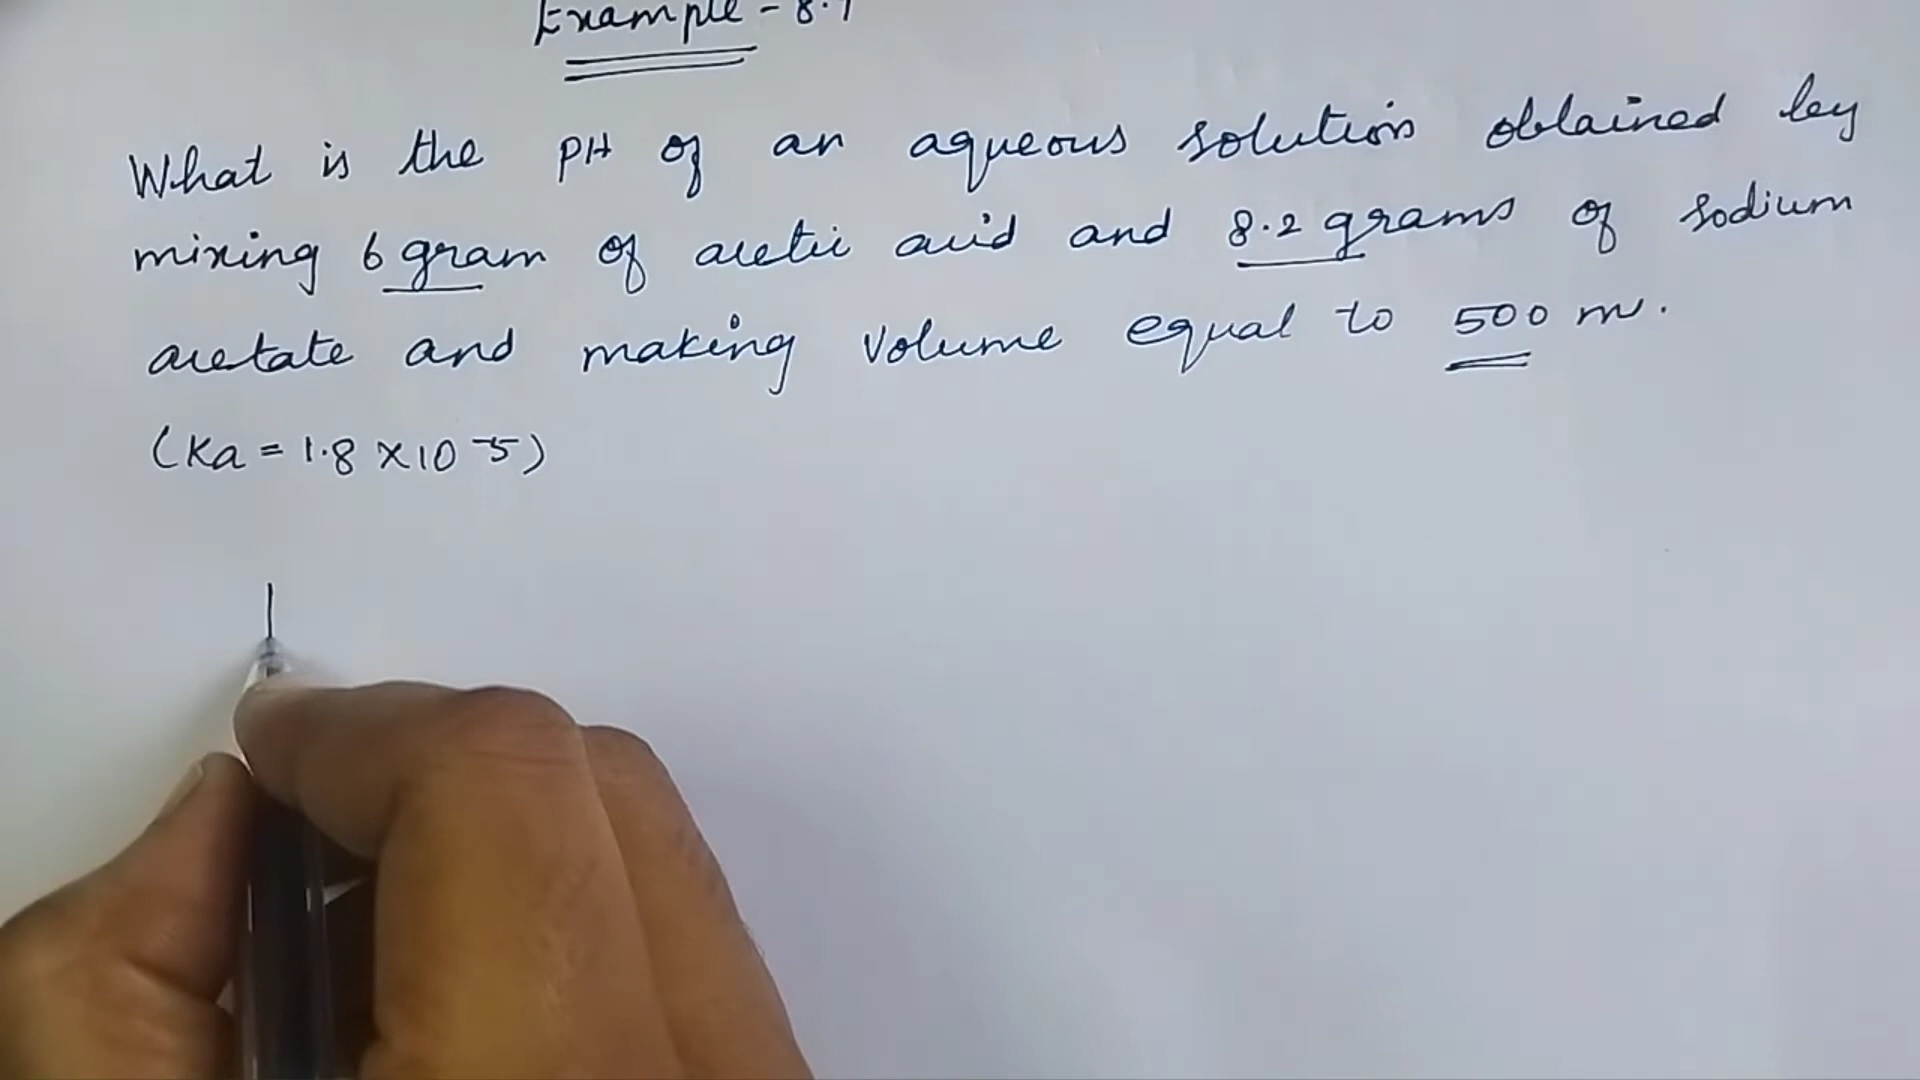 Example - 8.9
What is the pH of an aqueous solution obtained by
mixing 6 gram of acetic acid and 8.2 grams of sodium
acetate and making volume equal to 500 ml.
(Ka = 1.8 × 10 -5)